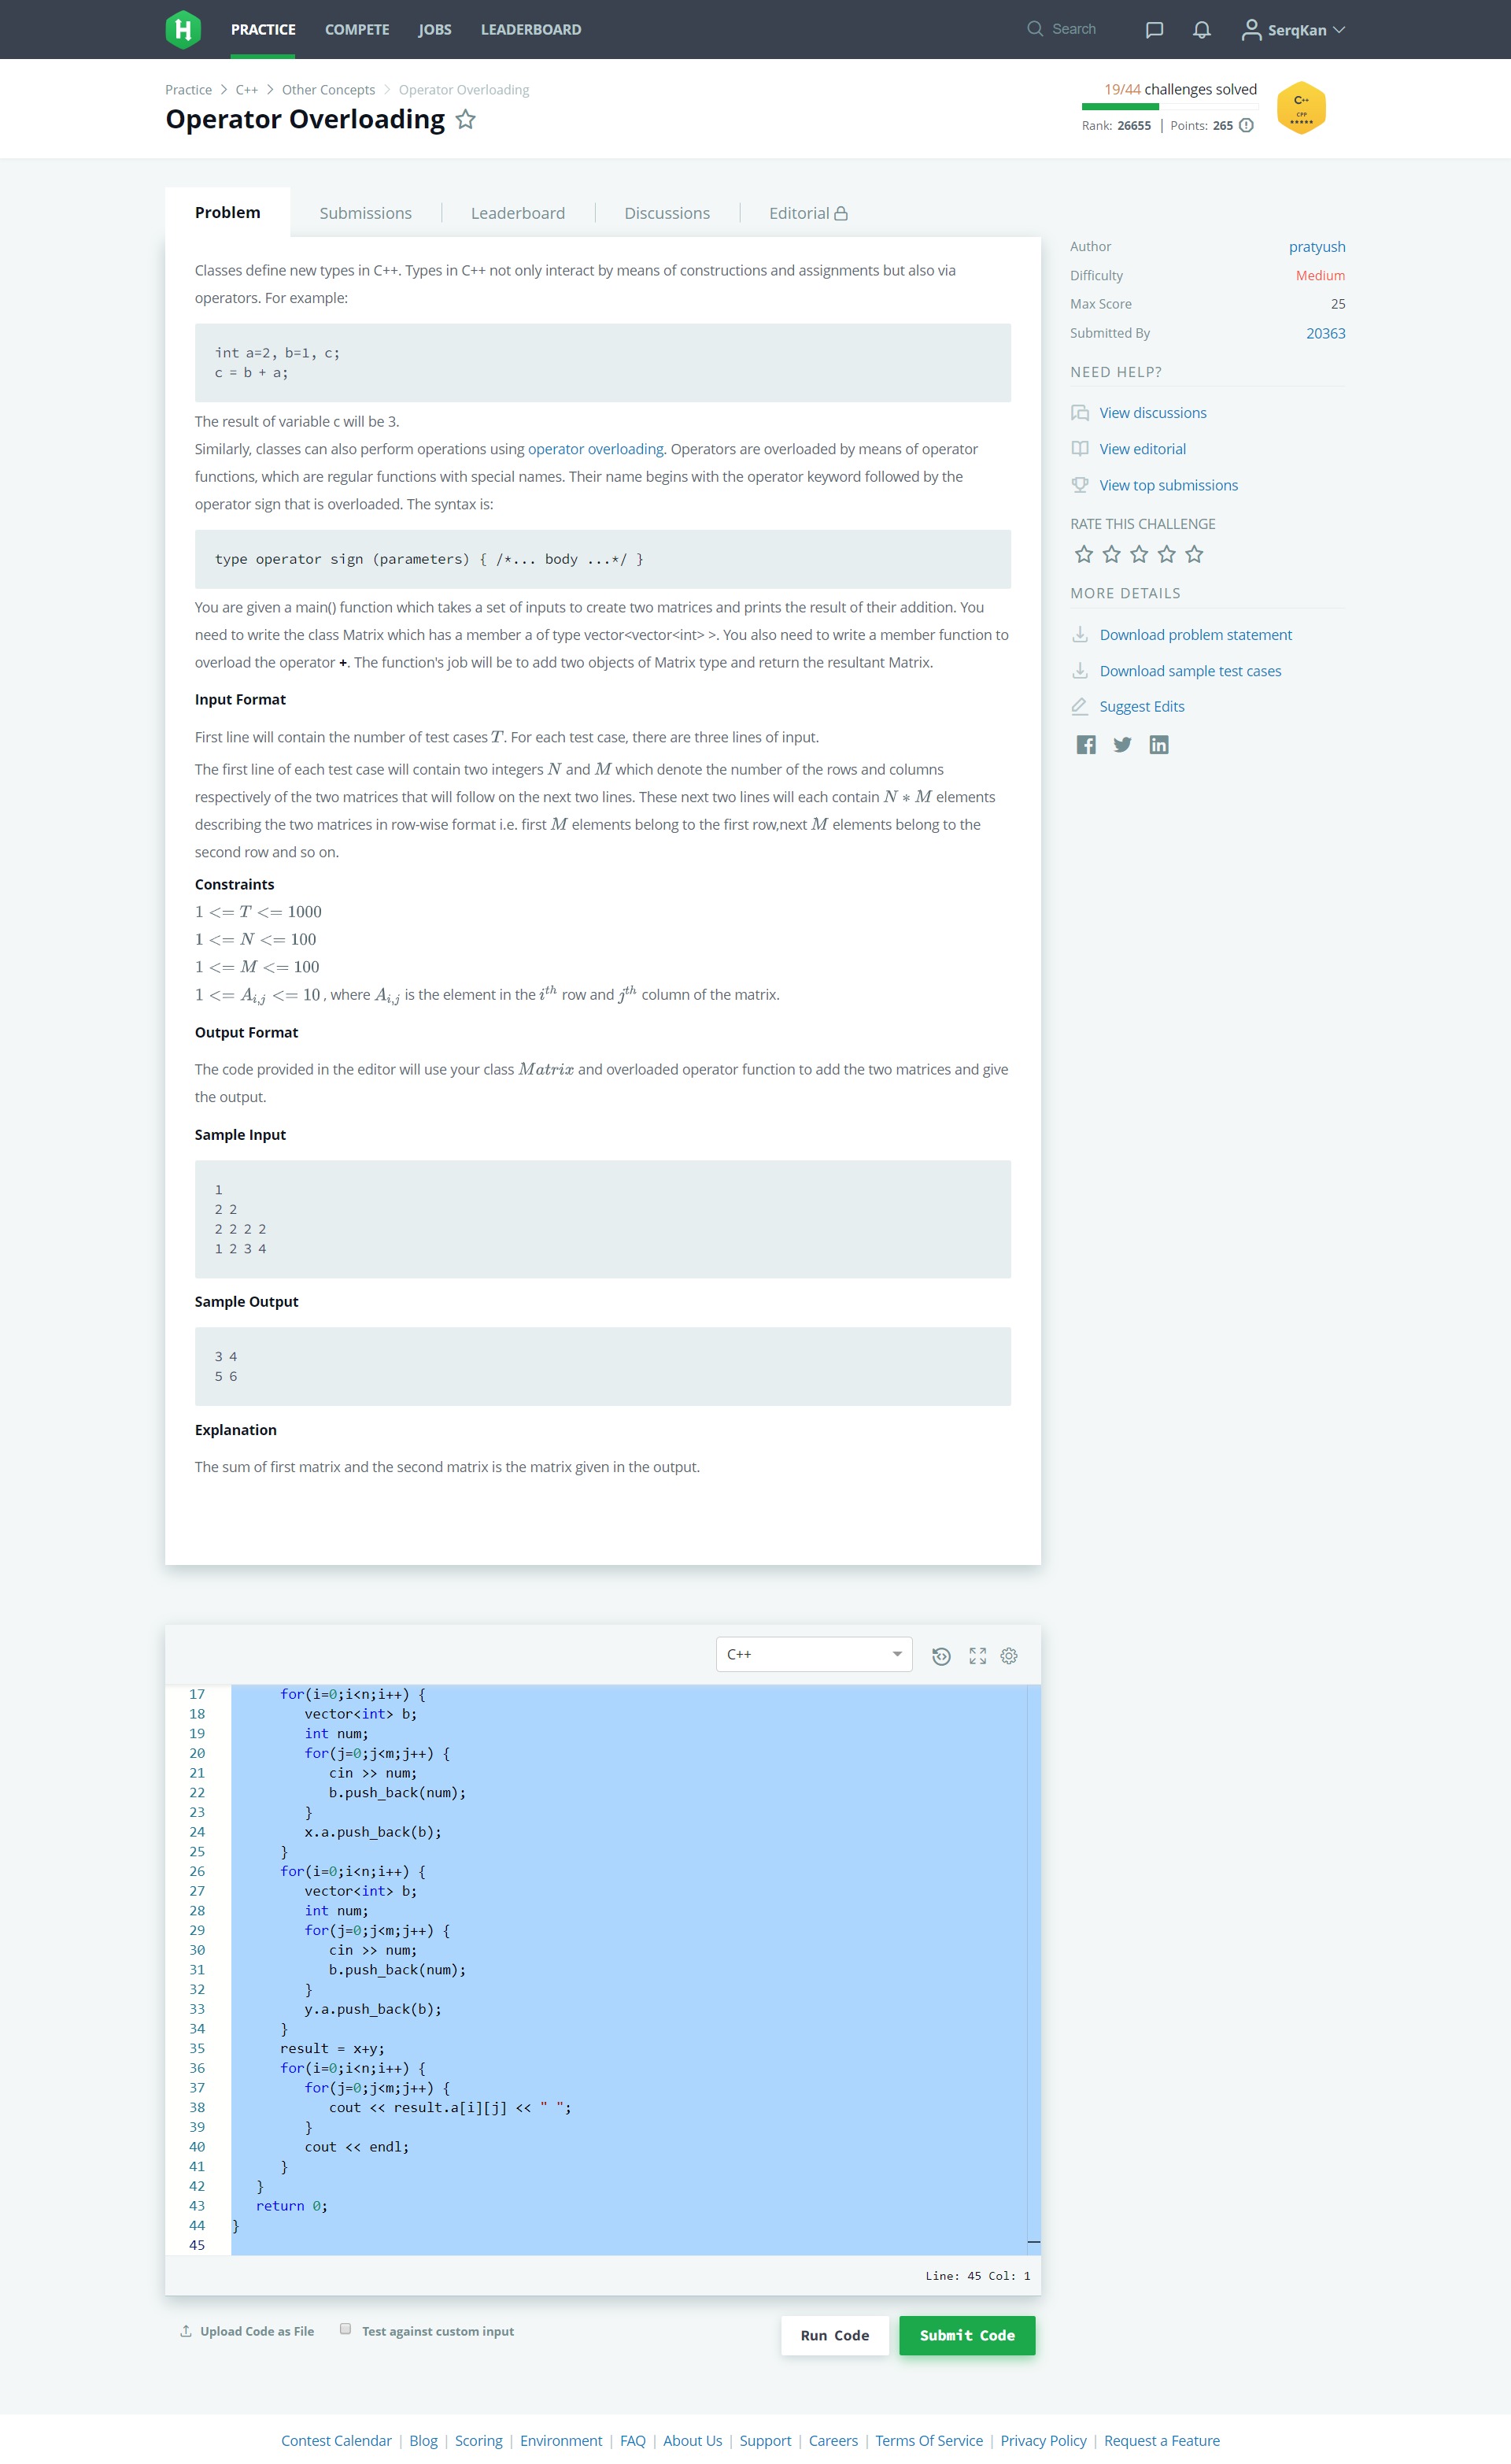 H
PRACTICE COMPETE JOBS LEADERBOARD Search SerqKan
Practice > C++ > Other Concepts > Operator Overloading
Operator Overloading
19/44 challenges solved
Rank: 26655 | Points: 265
C++
CPP
★★★★★
Problem Submissions Leaderboard Discussions Editorial
Classes define new types in C++. Types in C++ not only interact by means of constructions and assignments but also via
operators. For example:
int a=2, b=1, c;
c = b + a;
The result of variable c will be 3.
Similarly, classes can also perform operations using operator overloading. Operators are overloaded by means of operator
functions, which are regular functions with special names. Their name begins with the operator keyword followed by the
operator sign that is overloaded. The syntax is:
type operator sign (parameters) { /*... body ...*/ }
You are given a main() function which takes a set of inputs to create two matrices and prints the result of their addition. You
need to write the class Matrix which has a member a of type vector<vector<int> >. You also need to write a member function to
overload the operator +. The function's job will be to add two objects of Matrix type and return the resultant Matrix.
Input Format
First line will contain the number of test cases T. For each test case, there are three lines of input.
The first line of each test case will contain two integers N and M which denote the number of the rows and columns
respectively of the two matrices that will follow on the next two lines. These next two lines will each contain N * M elements
describing the two matrices in row-wise format i.e. first M elements belong to the first row,next M elements belong to the
second row and so on.
Constraints
1 <= T <= 1000
1 <= N <= 100
1 <= M <= 100
1 <= A_{i,j} <= 10 , where A_{i,j} is the element in the i^{th} row and j^{th} column of the matrix.
Output Format
The code provided in the editor will use your class Matrix and overloaded operator function to add the two matrices and give
the output.
Sample Input
1
2 2
2 2 2 2
1 2 3 4
Sample Output
3 4
5 6
Explanation
The sum of first matrix and the second matrix is the matrix given in the output.
Author pratyush
Difficulty Medium
Max Score 25
Submitted By 20363
NEED HELP?
View discussions
View editorial
View top submissions
RATE THIS CHALLENGE
MORE DETAILS
Download problem statement
Download sample test cases
Suggest Edits
C++
17 for(i=0;i<n;i++) {
18 vector<int> b;
19 int num;
20 for(j=0;j<m;j++) {
21 cin >> num;
22 b.push_back(num);
23 }
24 x.a.push_back(b);
25 }
26 for(i=0;i<n;i++) {
27 vector<int> b;
28 int num;
29 for(j=0;j<m;j++) {
30 cin >> num;
31 b.push_back(num);
32 }
33 y.a.push_back(b);
34 }
35 result = x+y;
36 for(i=0;i<n;i++) {
37 for(j=0;j<m;j++) {
38 cout << result.a[i][j] << " ";
39 }
40 cout << endl;
41 }
42 }
43 return 0;
44 }
45
Line: 45 Col: 1
Upload Code as File Test against custom input Run Code Submit Code
Contest Calendar | Blog | Scoring | Environment | FAQ | About Us | Support | Careers | Terms Of Service | Privacy Policy | Request a Feature